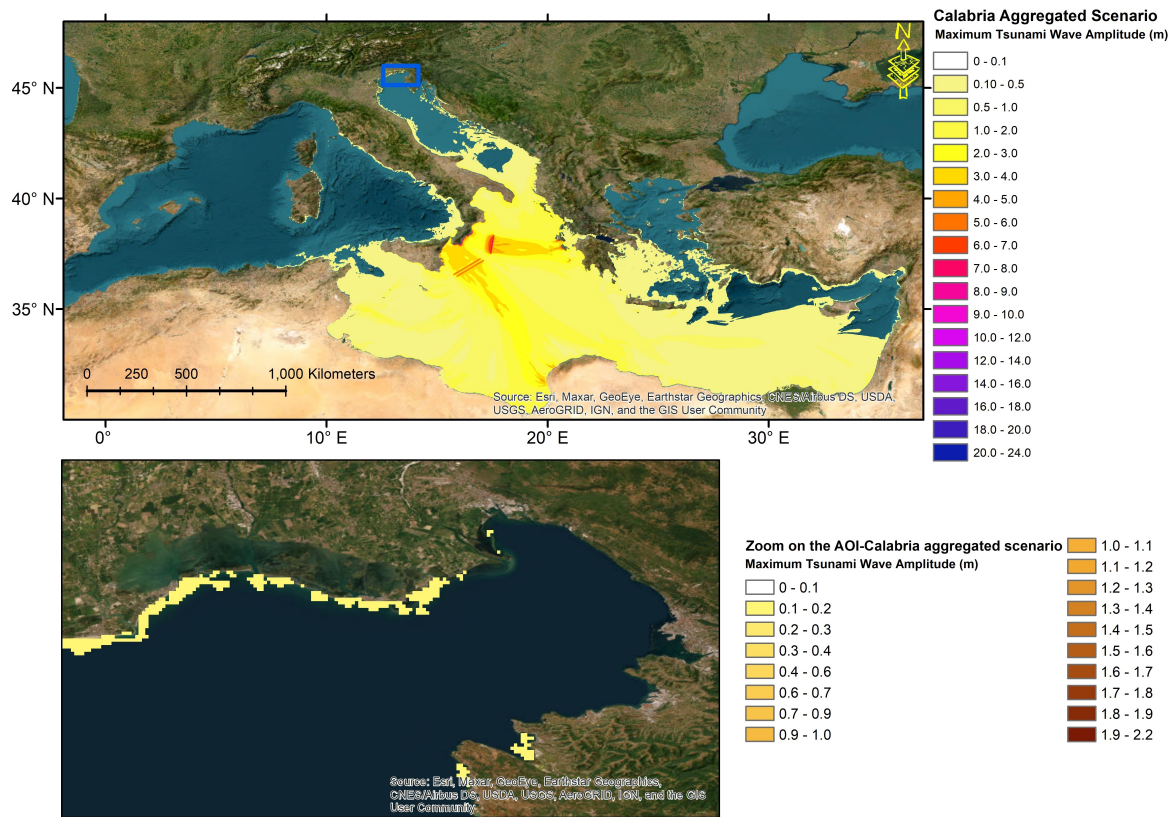 Calabria Aggregated Scenario
Maximum Tsunami Wave Amplitude (m)
N
0 - 0.1
0.10 - 0.5
0.5 - 1.0
1.0 - 2.0
2.0 - 3.0
3.0 - 4.0
4.0 - 5.0
5.0 - 6.0
6.0 - 7.0
7.0 - 8.0
8.0 - 9.0
9.0 - 10.0
10.0 - 12.0
12.0 - 14.0
14.0 - 16.0
16.0 - 18.0
18.0 - 20.0
20.0 - 24.0
45° N
40° N
35° N
0 250 500 1,000 Kilometers
Source: Esri, Maxar, GeoEye, Earthstar Geographics, CNES/Airbus DS, USDA,
USGS, AeroGRID, IGN, and the GIS User Community
0° 10° E 20° E 30° E
Zoom on the AOI-Calabria aggregated scenario
Maximum Tsunami Wave Amplitude (m)
0 - 0.1
0.1 - 0.2
0.2 - 0.3
0.3 - 0.4
0.4 - 0.6
0.6 - 0.7
0.7 - 0.9
0.9 - 1.0
1.0 - 1.1
1.1 - 1.2
1.2 - 1.3
1.3 - 1.4
1.4 - 1.5
1.5 - 1.6
1.6 - 1.7
1.7 - 1.8
1.8 - 1.9
1.9 - 2.2
Source: Esri, Maxar, GeoEye, Earthstar Geographics,
CNES/Airbus DS, USDA, USGS, AeroGRID, IGN, and the GIS
User Community